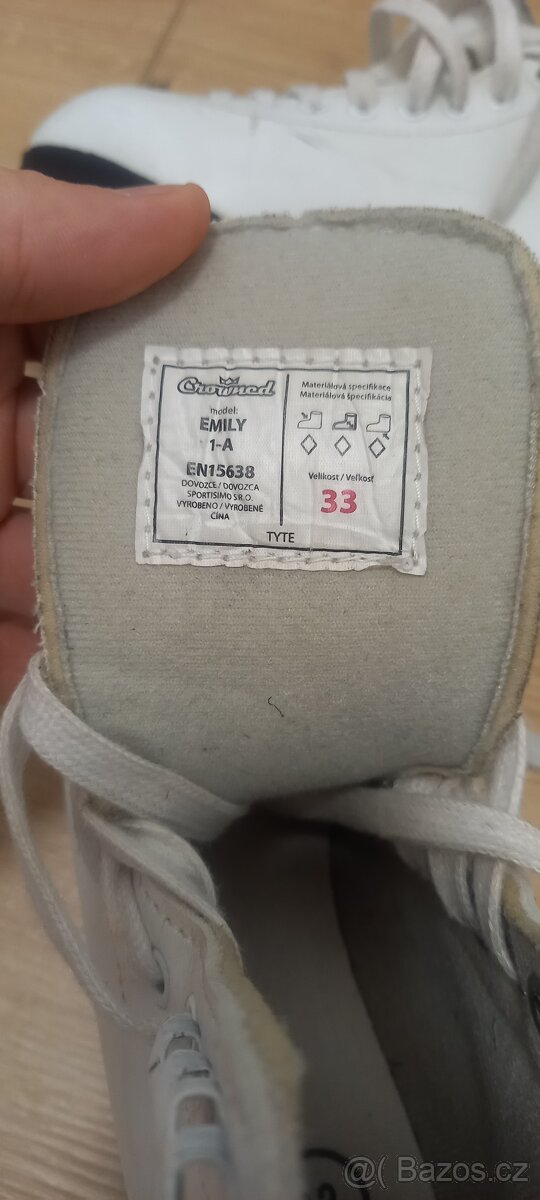 Crowned
model:
EMILY
1-A
EN15638
DOVOZCE / DOVOZCA
SPORTISIMO S.R.O.
VYROBENO / VYROBENÉ
ČÍNA
Materiálová specifikace
Materiálová špecifikácia
Velikost / Veľkosť
33
TYTE
@( Bazos.cz